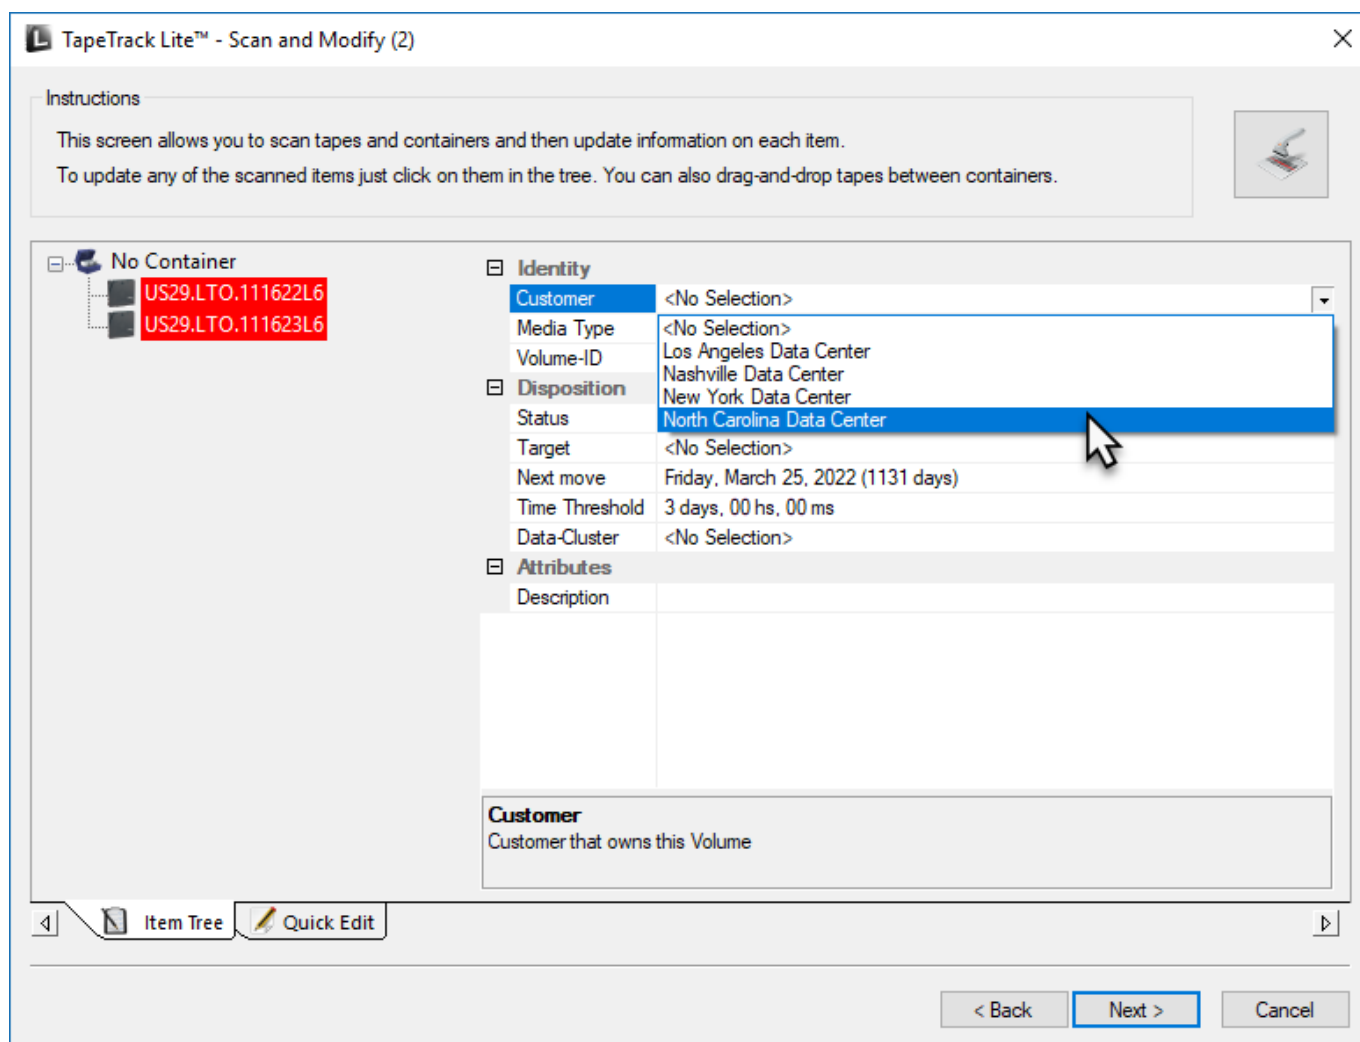 TapeTrack Lite™ - Scan and Modify (2)
Instructions
This screen allows you to scan tapes and containers and then update information on each item.
To update any of the scanned items just click on them in the tree. You can also drag-and-drop tapes between containers.
No Container
US29.LTO.111622L6
US29.LTO.111623L6
Identity
Customer <No Selection>
Media Type
Volume-ID
<No Selection>
Los Angeles Data Center
Nashville Data Center
New York Data Center
North Carolina Data Center
Disposition
Status
Target <No Selection>
Next move Friday, March 25, 2022 (1131 days)
Time Threshold 3 days, 00 hs, 00 ms
Data-Cluster <No Selection>
Attributes
Description
Customer
Customer that owns this Volume
Item Tree Quick Edit
< Back Next > Cancel